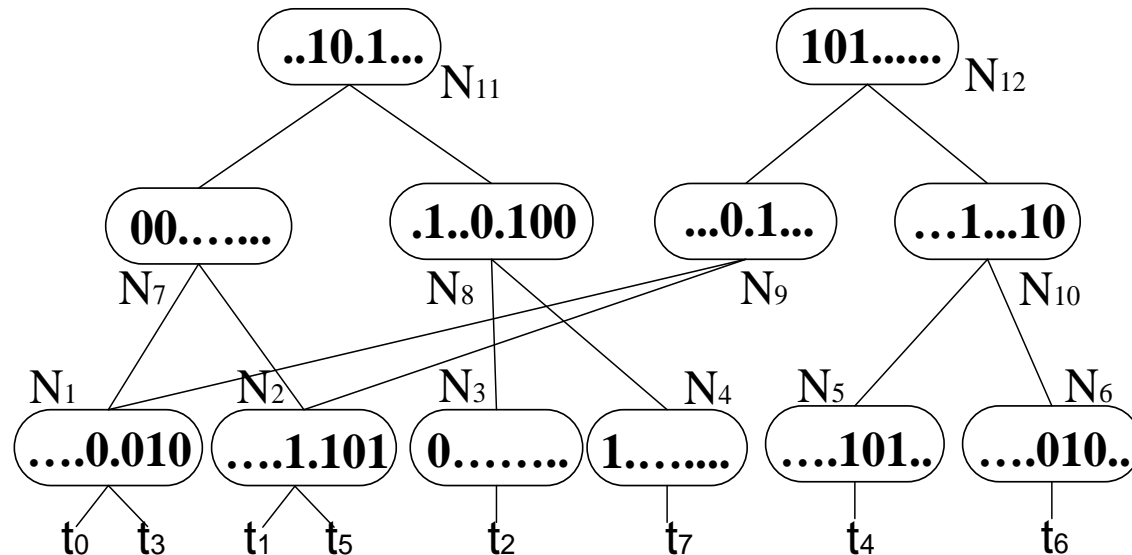 ..10.1... 101......
N11 N12
00.…... .1..0.100 ...0.1... …1...10
N7 N8 N9 N10
N1 N2 N3 N4 N5 N6
….0.010 ….1.101 0…….. 1….... ….101.. ….010..
t0 t3 t1 t5 t2 t7 t4 t6